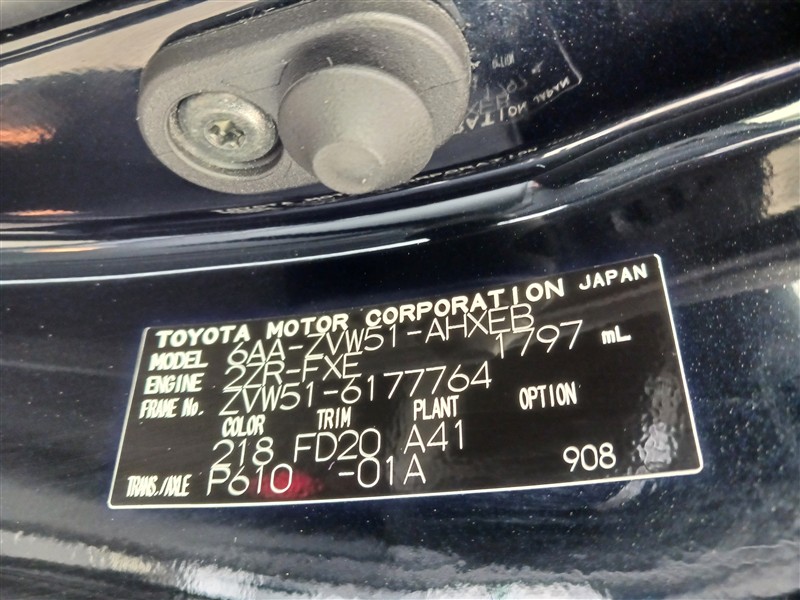 TOYOTA MOTOR CORPORATION JAPAN
MODEL 6AA-ZVW51-AHXEB
ENGINE 2ZR-FXE 1797 mL
FRAME No. ZVW51-6177764
COLOR TRIM PLANT OPTION
218 FD20 A41
TRANS./AXLE P610 -01A 908